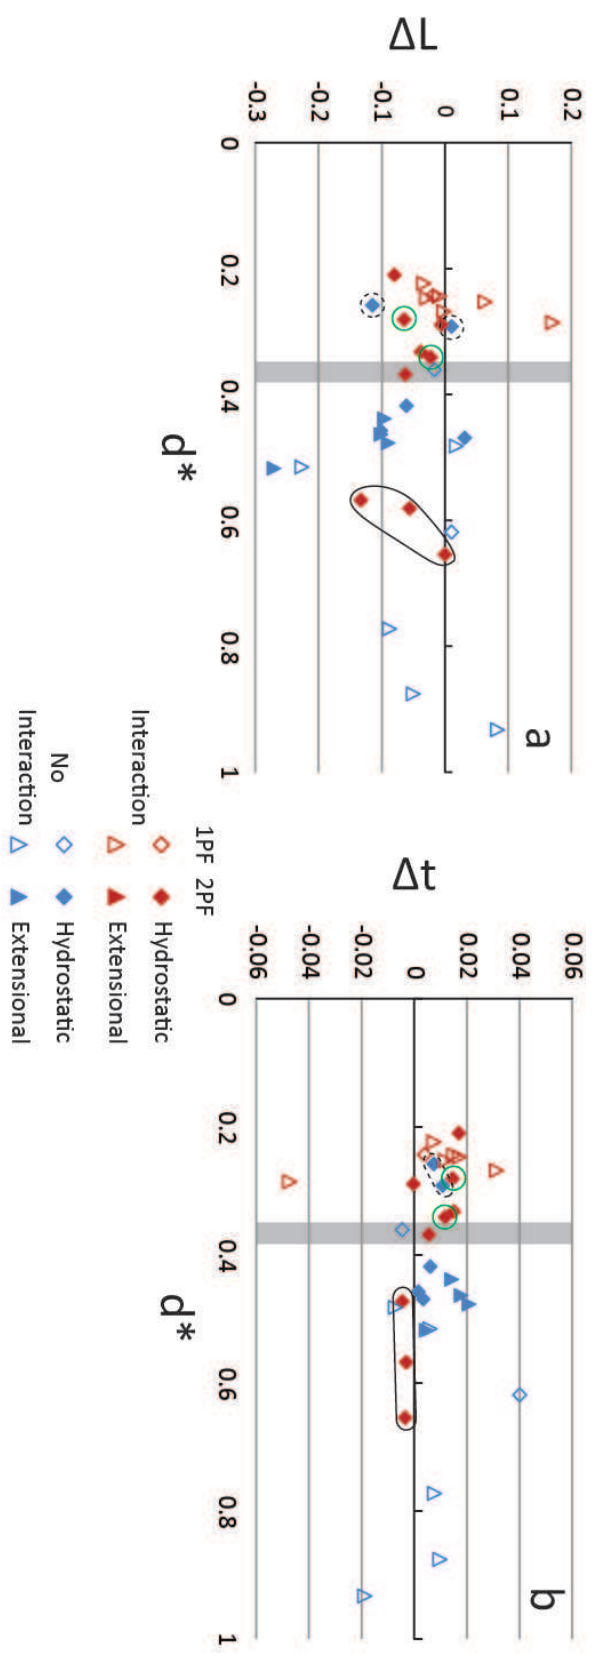 a
ΔL
0.2
0.1
0
-0.1
-0.2
-0.3
0 0.2 0.4 0.6 0.8 1
d*
b
Δt
0.06
0.04
0.02
0
-0.02
-0.04
-0.06
0 0.2 0.4 0.6 0.8 1
d*
1PF 2PF
Interaction
Hydrostatic
Extensional
No
Interaction
Hydrostatic
Extensional